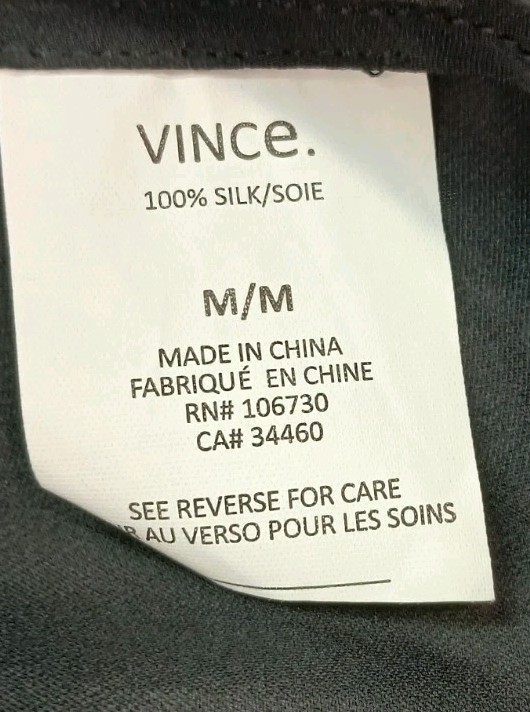 VINCe.
100% SILK/SOIE
M/M
MADE IN CHINA
FABRIQUÉ EN CHINE
RN# 106730
CA# 34460
SEE REVERSE FOR CARE
AU VERSO POUR LES SOINS